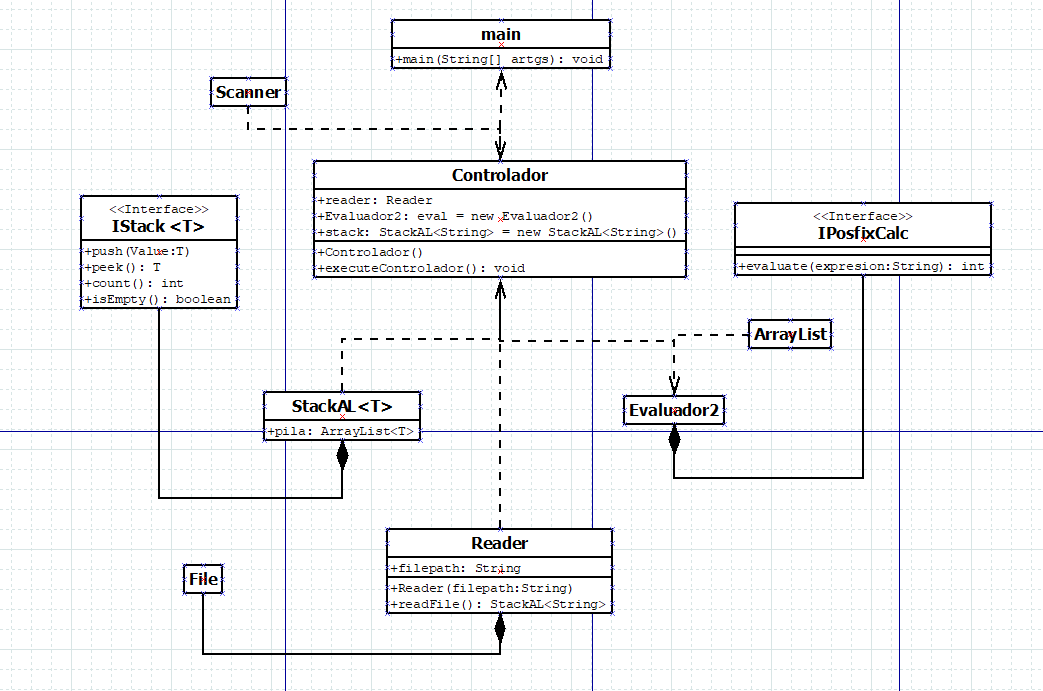 main
+main(String[] artgs): void
Scanner
Controlador
+reader: Reader
+Evaluador2: eval = new Evaluador2()
+stack: StackAL<String> = new StackAL<String>()
+Controlador()
+executeControlador(): void
<<Interface>>
IStack <T>
+push(Value:T)
+peek(): T
+count(): int
+isEmpty(): boolean
<<Interface>>
IPosfixCalc
+evaluate(expresion:String): int
ArrayList
StackAL<T>
+pila: ArrayList<T>
Evaluador2
Reader
+filepath: String
+Reader(filepath:String)
+readFile(): StackAL<String>
File